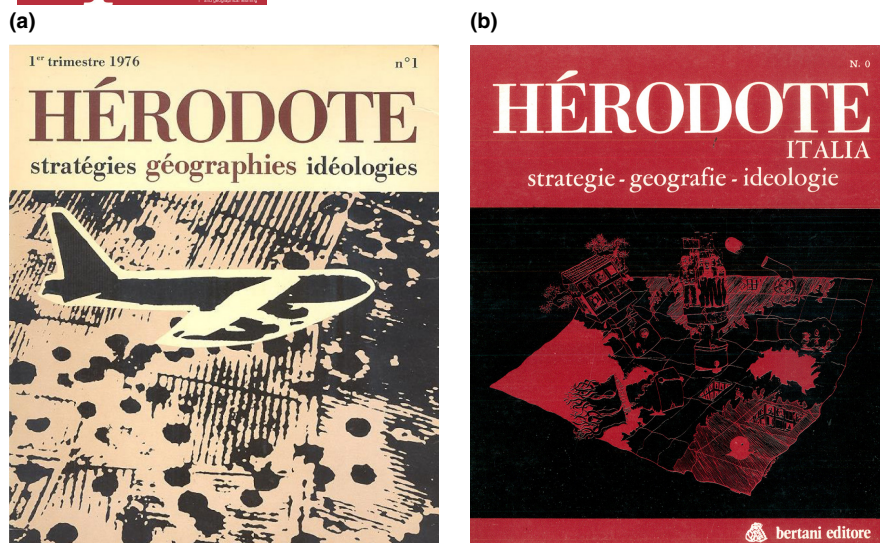 (a)
(b)
1er trimestre 1976
n°1
HÉRODOTE
stratégies géographies idéologies
N. 0
HÉRODOTE
ITALIA
strategie - geografie - ideologie
bertani editore